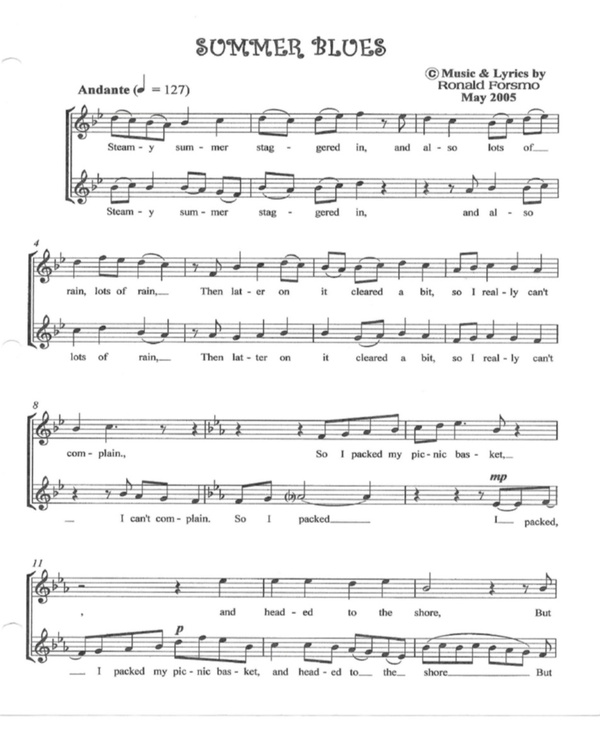 SUMMER BLUES
Andante (♩ = 127)
© Music & Lyrics by
Ronald Forsmo
May 2005
Steam - y sum - mer stag - gered in, and al - so lots of
Steam - y sum - mer stag - gered in, and al - so
4
rain, lots of rain, Then lat - er on it cleared a bit, so I real - ly can't
lots of rain, Then lat - ter on it cleared a bit, so I real - ly can't
8
com - plain., So I packed my pic - nic bas - ket,
mp
I can't com - plain. So I packed I packed,
11
, and head - ed to the shore, But
p
I packed my pic - nic bas - ket, and head - ed to the shore But